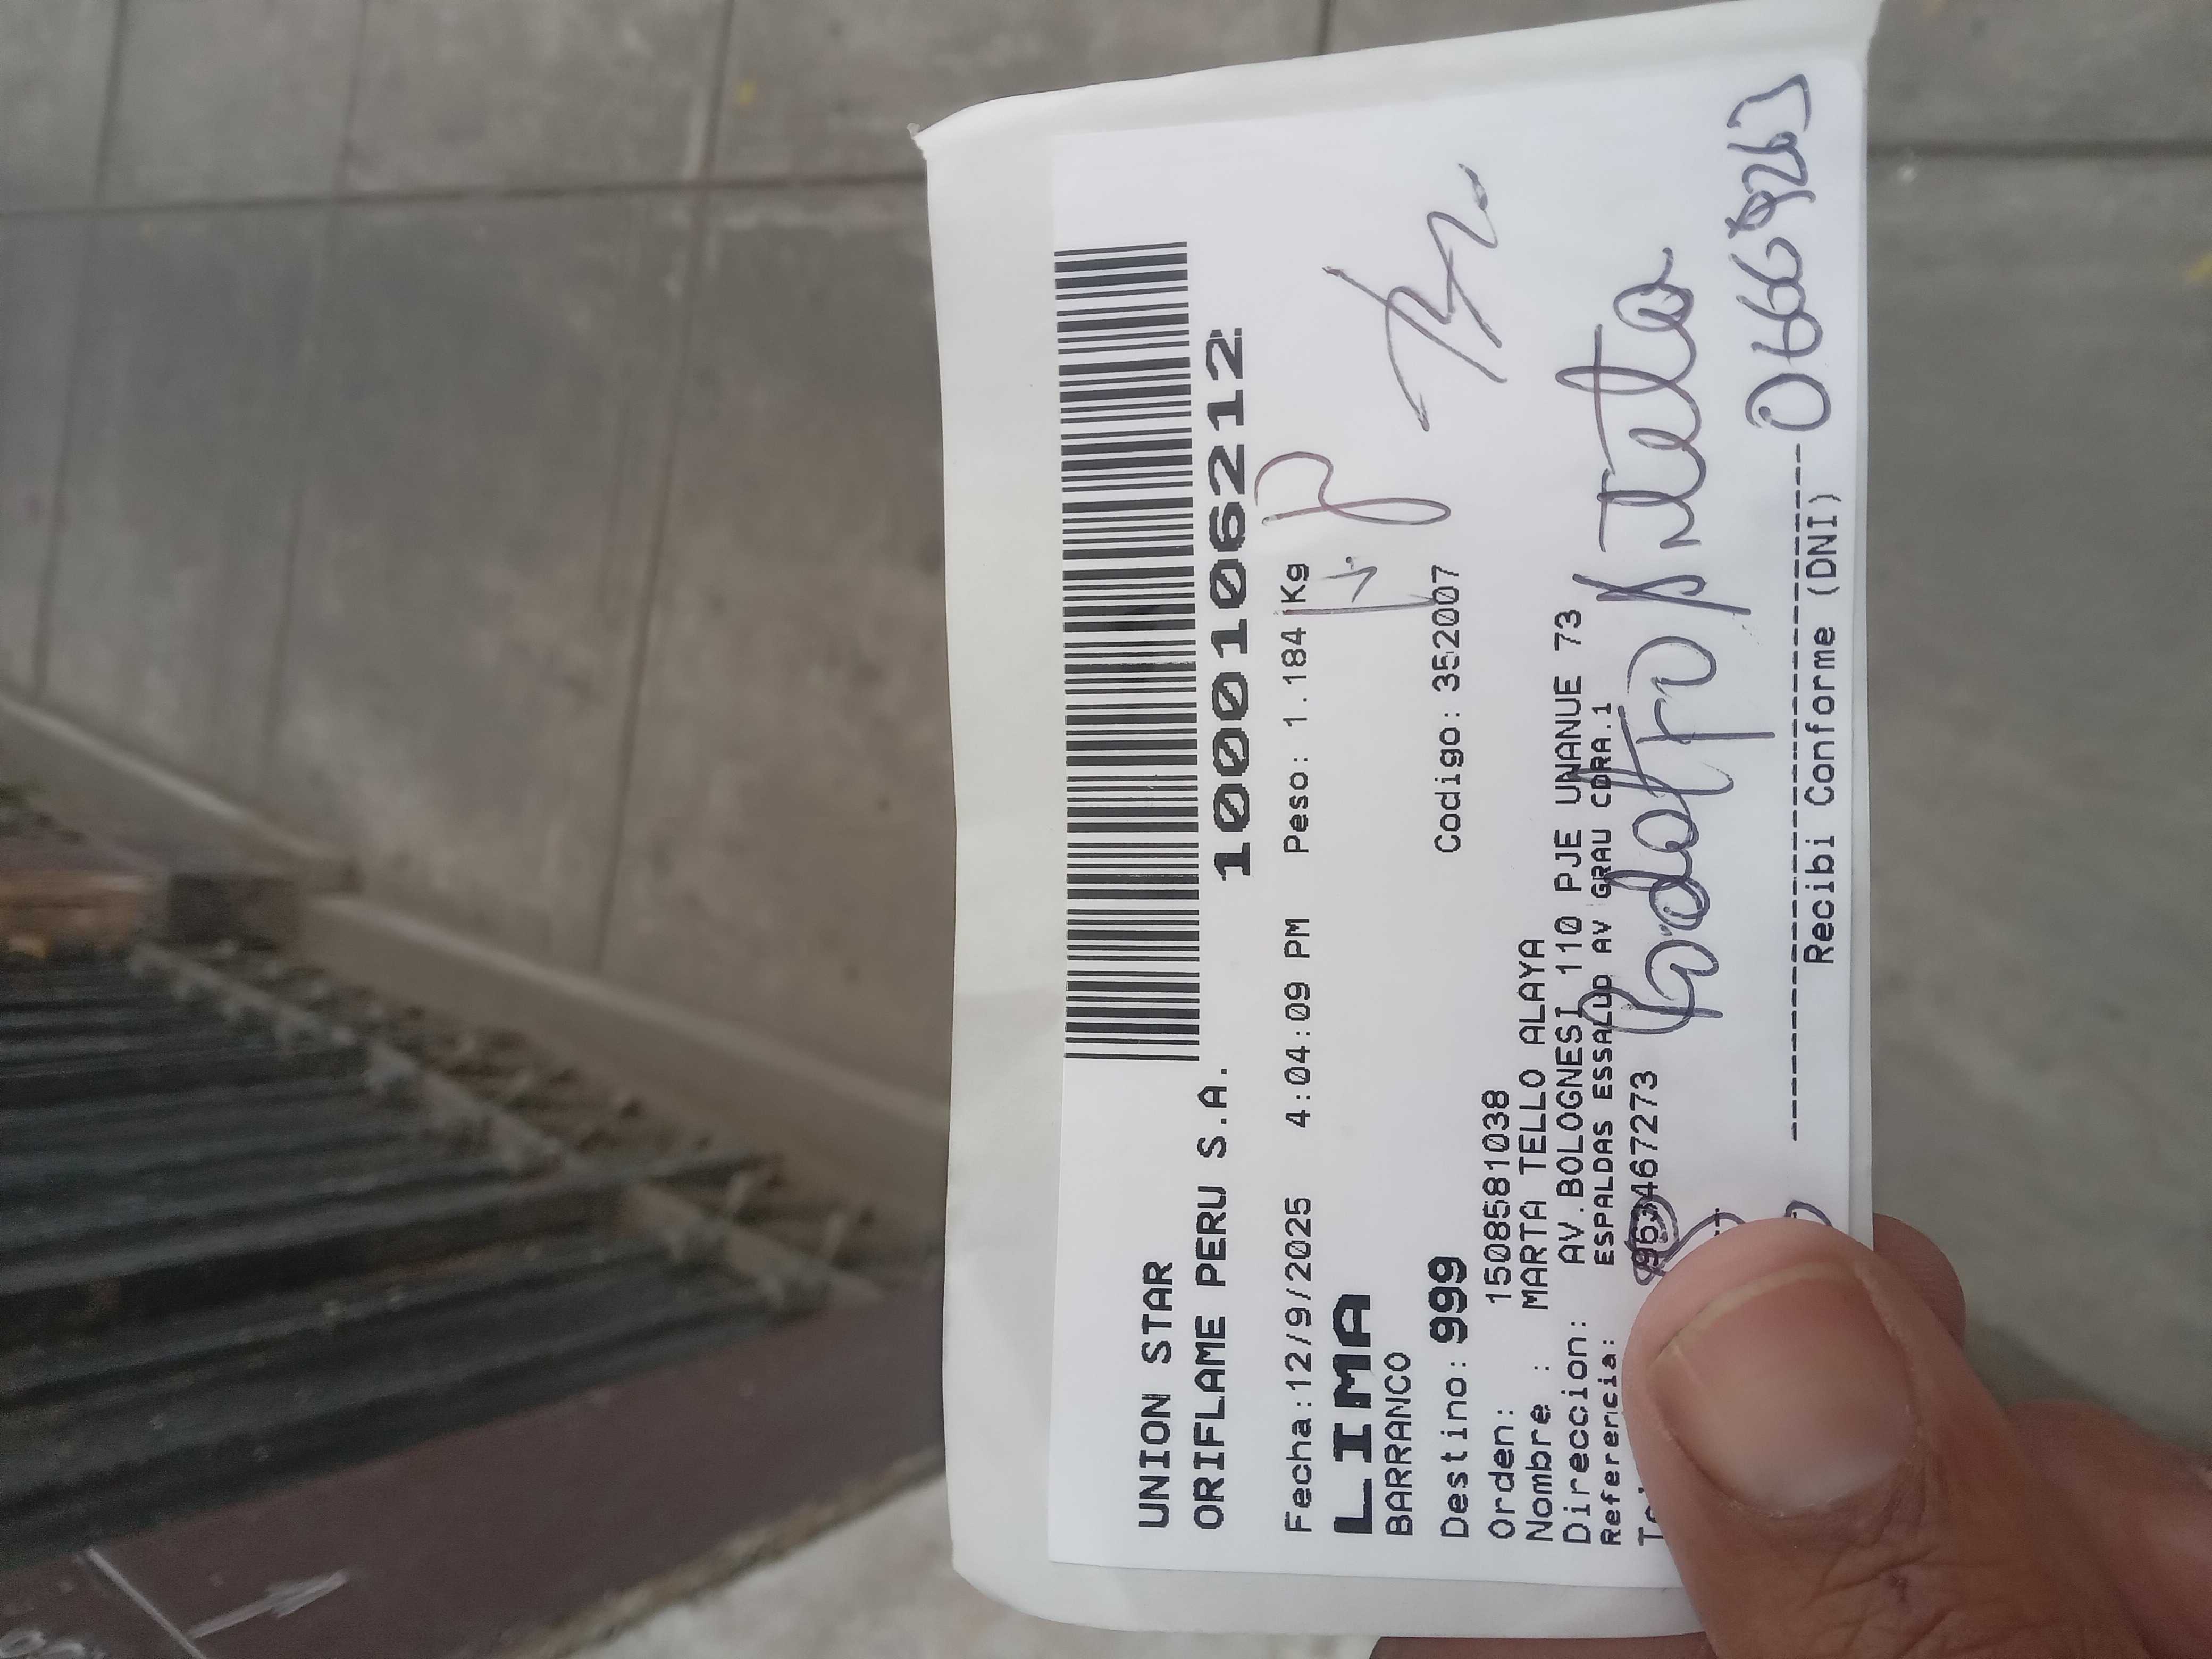 UNION STAR
ORIFLAME PERU S.A. 1000106212
Fecha:12/9/2025 4:04:09 PM Peso: 1.184 Kg
LIMA
BARRANCO
Destino: 999 Codigo: 352007
Orden: 1508581038
Nombre : MARTA TELLO ALAYA
Direccion: AV.BOLOGNESI 110 PJE UNANUE 73
Referericia: ESPALDAS ESSALUD AV GRAU CDRA.1
963467273
Recibi Conforme (DNI)